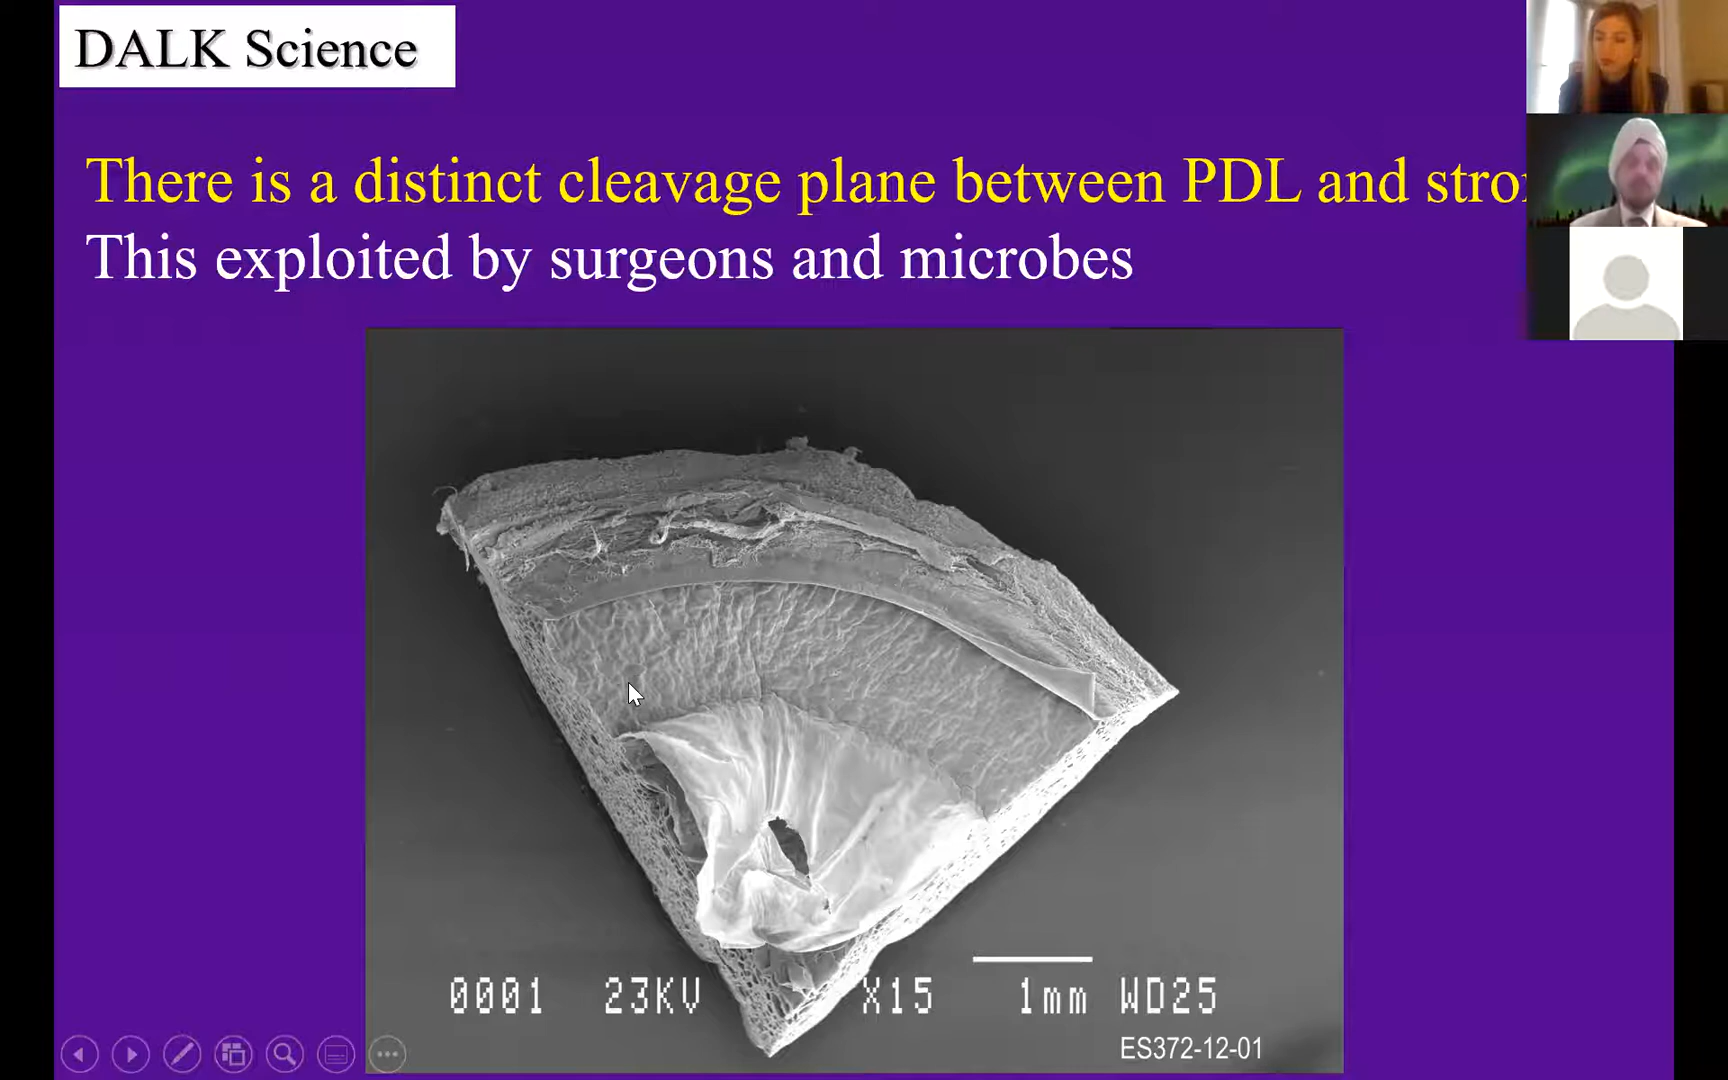 DALK Science
There is a distinct cleavage plane between PDL and
This exploited by surgeons and microbes
0001 23KV X15 1mm WD25
ES372-12-01